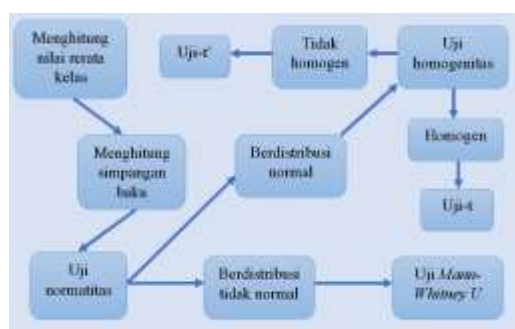 Menghitung
nilai rerata
kelas
Uji-t'
Tidak
homogen
Uji
homogenitas
Menghitung
simpangan
baku
Berdistribusi
normal
Homogen
Uji-t
Uji
normatitas
Berdistribusi
tidak normal
Uji Mann-
Whitney U